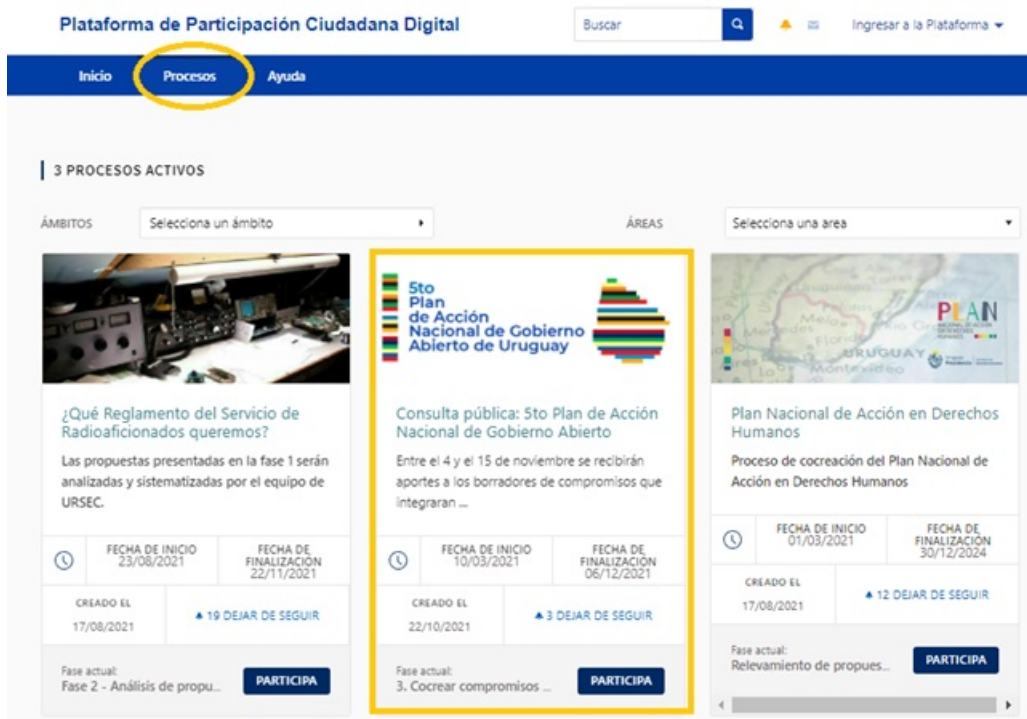 Plataforma de Participación Ciudadana Digital
Buscar
Ingresar a la Plataforma
Inicio
Procesos
Ayuda
3 PROCESOS ACTIVOS
ÁMBITOS
Selecciona un ámbito
ÁREAS
Selecciona una area
¿Qué Reglamento del Servicio de
Radioaficionados queremos?
Las propuestas presentadas en la fase 1 serán
analizadas y sistematizadas por el equipo de
URSEC.
FECHA DE INICIO
23/08/2021
FECHA DE
FINALIZACIÓN
22/11/2021
CREADO EL
17/08/2021
19 DEJAR DE SEGUIR
Fase actual:
Fase 2 - Análisis de propu...
PARTICIPA
5to
Plan
de Acción
Nacional de Gobierno
Abierto de Uruguay
Consulta pública: 5to Plan de Acción
Nacional de Gobierno Abierto
Entre el 4 y el 15 de noviembre se recibirán
aportes a los borradores de compromisos que
integraran ...
FECHA DE INICIO
10/03/2021
FECHA DE
FINALIZACIÓN
06/12/2021
CREADO EL
22/10/2021
3 DEJAR DE SEGUIR
Fase actual:
3. Cocrear compromisos ...
PARTICIPA
PLAN
NACIONAL DE ACCIÓN
EN DERECHOS
HUMANOS
Melo
Florida
URUGUAY
Montevideo
Plan Nacional de Acción en Derechos
Humanos
Proceso de cocreación del Plan Nacional de
Acción en Derechos Humanos
FECHA DE INICIO
01/03/2021
FECHA DE
FINALIZACIÓN
30/12/2024
CREADO EL
17/08/2021
12 DEJAR DE SEGUIR
Fase actual:
Relevamiento de propues...
PARTICIPA